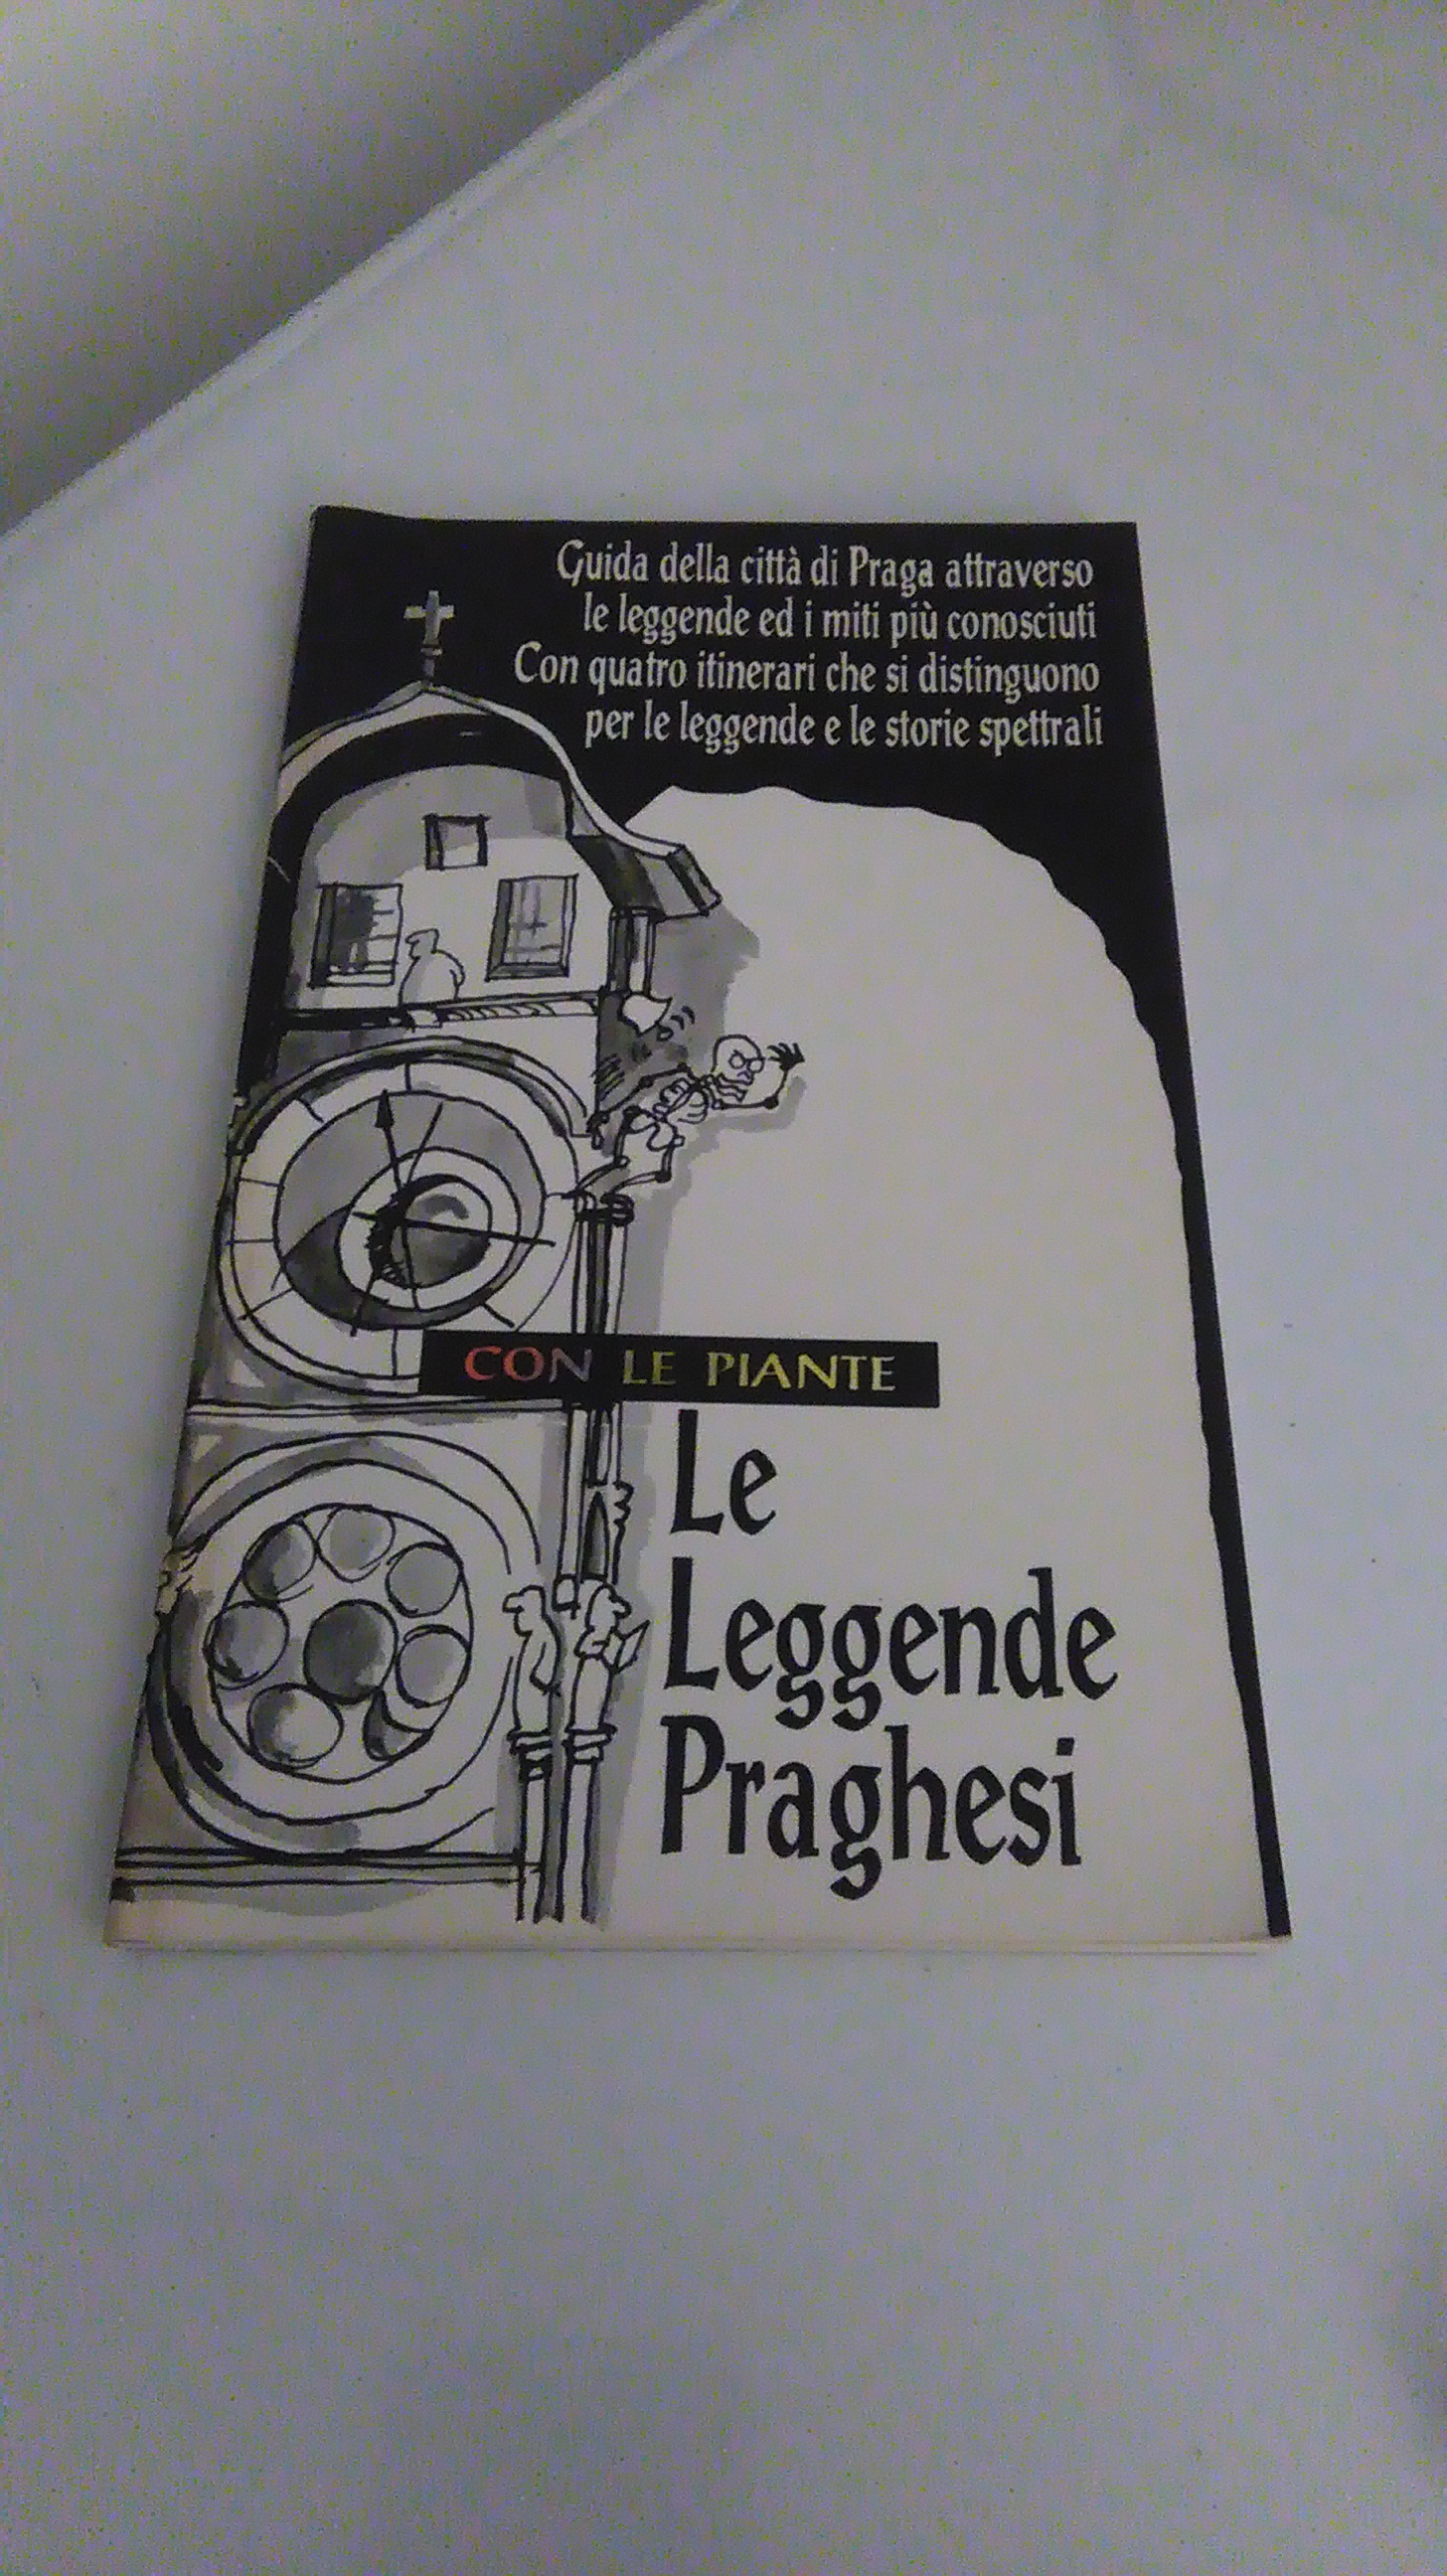 Guida della città di Praga attraverso
le leggende ed i miti più conosciuti
Con quatro itinerari che si distinguono
per le leggende e le storie spettrali
CON LE PIANTE
Le
Leggende
Praghesi